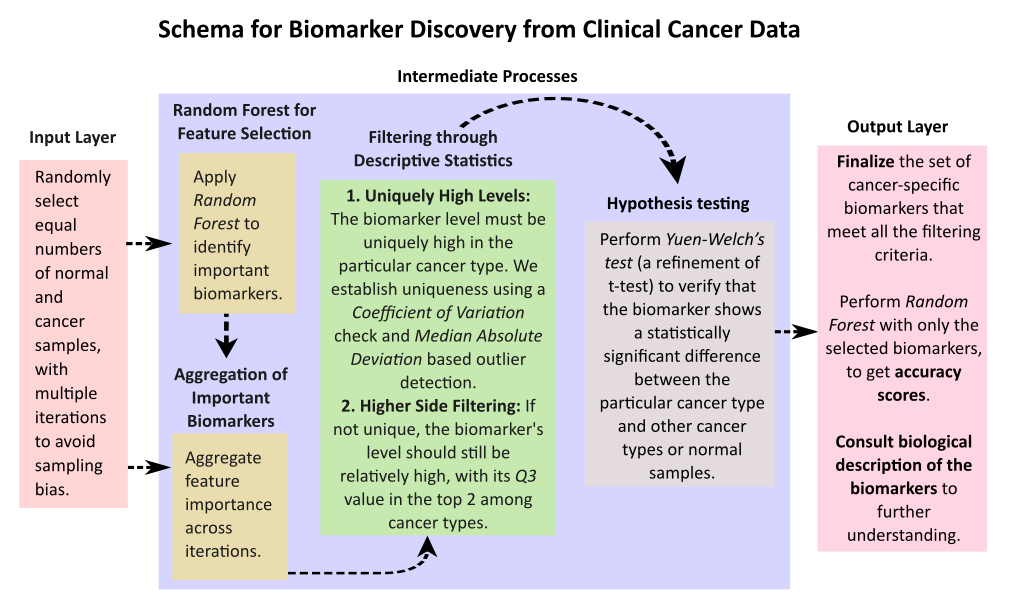 Schema for Biomarker Discovery from Clinical Cancer Data
Intermediate Processes
Input Layer
Randomly
select
equal
numbers
of normal
and
cancer
samples,
with
multiple
iterations
to avoid
sampling
bias.
Random Forest for
Feature Selection
Apply
Random
Forest to
identify
important
biomarkers.
Aggregation of
Important
Biomarkers
Aggregate
feature
importance
across
iterations.
Filtering through
Descriptive Statistics
1. Uniquely High Levels:
The biomarker level must be
uniquely high in the
particular cancer type. We
establish uniqueness using a
Coefficient of Variation
check and Median Absolute
Deviation based outlier
detection.
2. Higher Side Filtering: If
not unique, the biomarker's
level should still be
relatively high, with its Q3
value in the top 2 among
cancer types.
Hypothesis testing
Perform Yuen-Welch’s
test (a refinement of
t-test) to verify that
the biomarker shows
a statistically
significant difference
between the
particular cancer type
and other cancer
types or normal
samples.
Output Layer
Finalize the set of
cancer-specific
biomarkers that
meet all the filtering
criteria.
Perform Random
Forest with only the
selected biomarkers,
to get accuracy
scores.
Consult biological
description of the
biomarkers to
further
understanding.